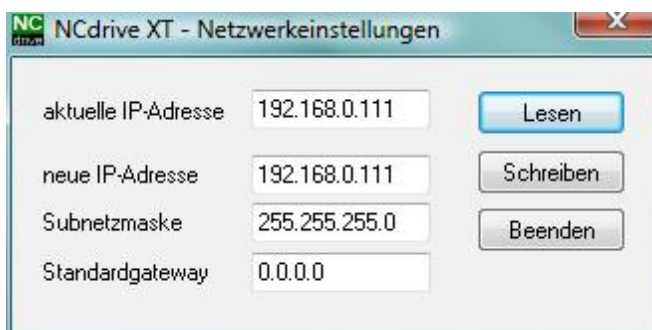 NC drive NCdrive XT - Netzwerkeinstellungen
aktuelle IP-Adresse 192.168.0.111 Lesen
neue IP-Adresse 192.168.0.111 Schreiben
Subnetzmaske 255.255.255.0 Beenden
Standardgateway 0.0.0.0